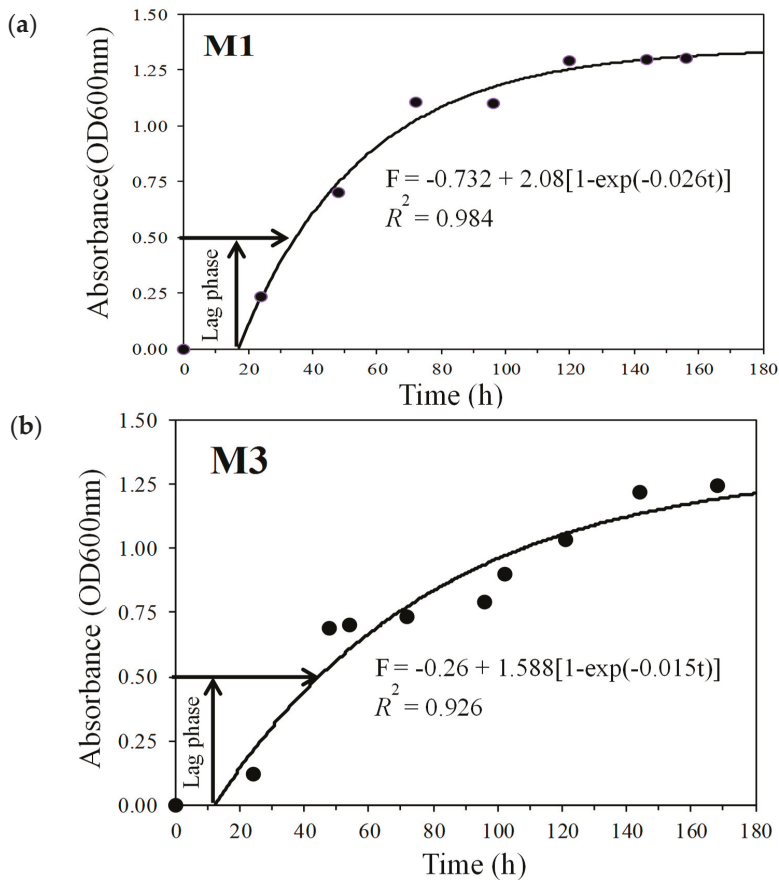 (a)
M1
Absorbance(OD600nm)
1.50
1.25
1.00
0.75
0.50
0.25
0.00
Lag phase
F = -0.732 + 2.08[1-exp(-0.026t)]
R² = 0.984
0 20 40 60 80 100 120 140 160 180
Time (h)
(b)
M3
Absorbance (OD600nm)
1.50
1.25
1.00
0.75
0.50
0.25
0.00
Lag phase
F = -0.26 + 1.588[1-exp(-0.015t)]
R² = 0.926
0 20 40 60 80 100 120 140 160 180
Time (h)